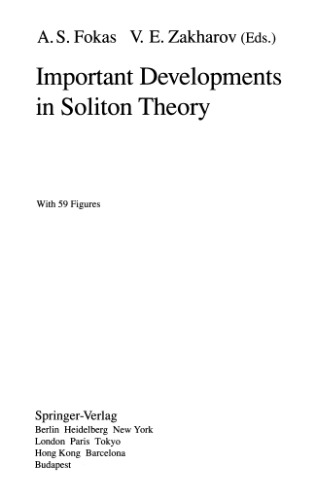 A. S. Fokas V. E. Zakharov (Eds.)
Important Developments
in Soliton Theory
With 59 Figures
Springer-Verlag
Berlin Heidelberg New York
London Paris Tokyo
Hong Kong Barcelona
Budapest